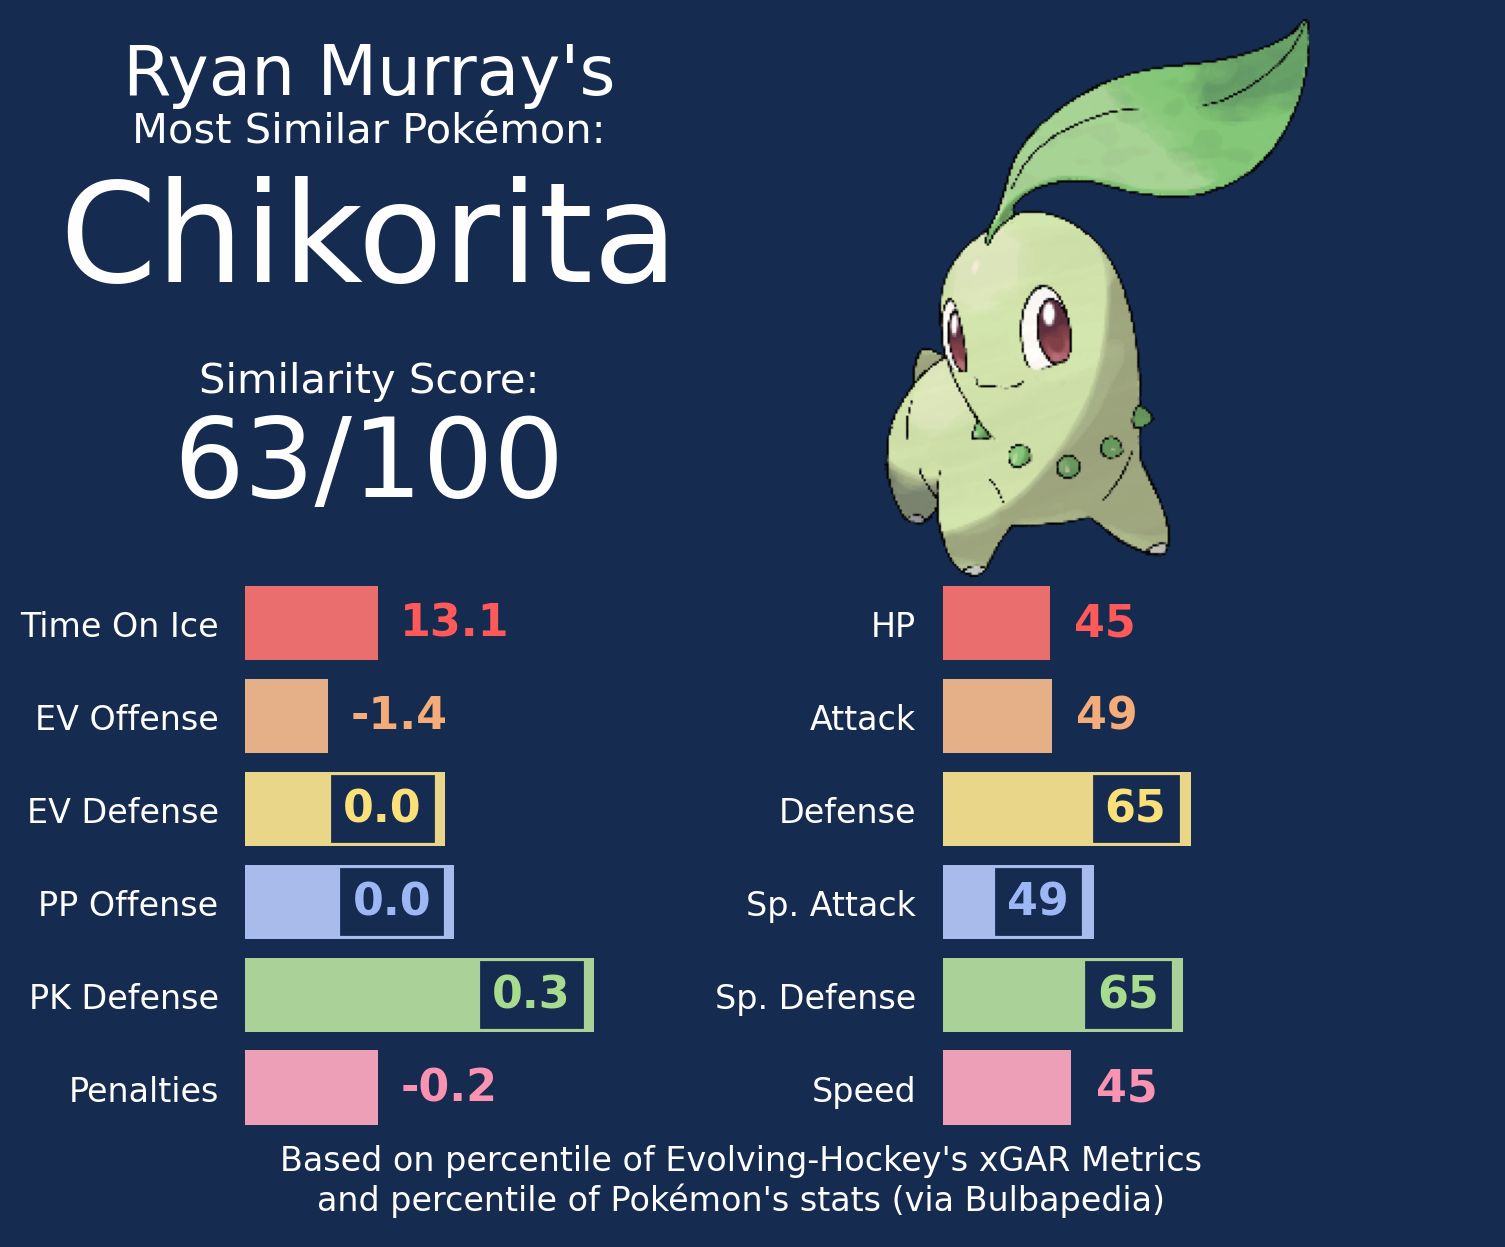 Ryan Murray's
Most Similar Pokémon:
Chikorita
Similarity Score:
63/100
Time On Ice 13.1
EV Offense -1.4
EV Defense 0.0
PP Offense 0.0
PK Defense 0.3
Penalties -0.2
HP 45
Attack 49
Defense 65
Sp. Attack 49
Sp. Defense 65
Speed 45
Based on percentile of Evolving-Hockey's xGAR Metrics
and percentile of Pokémon's stats (via Bulbapedia)